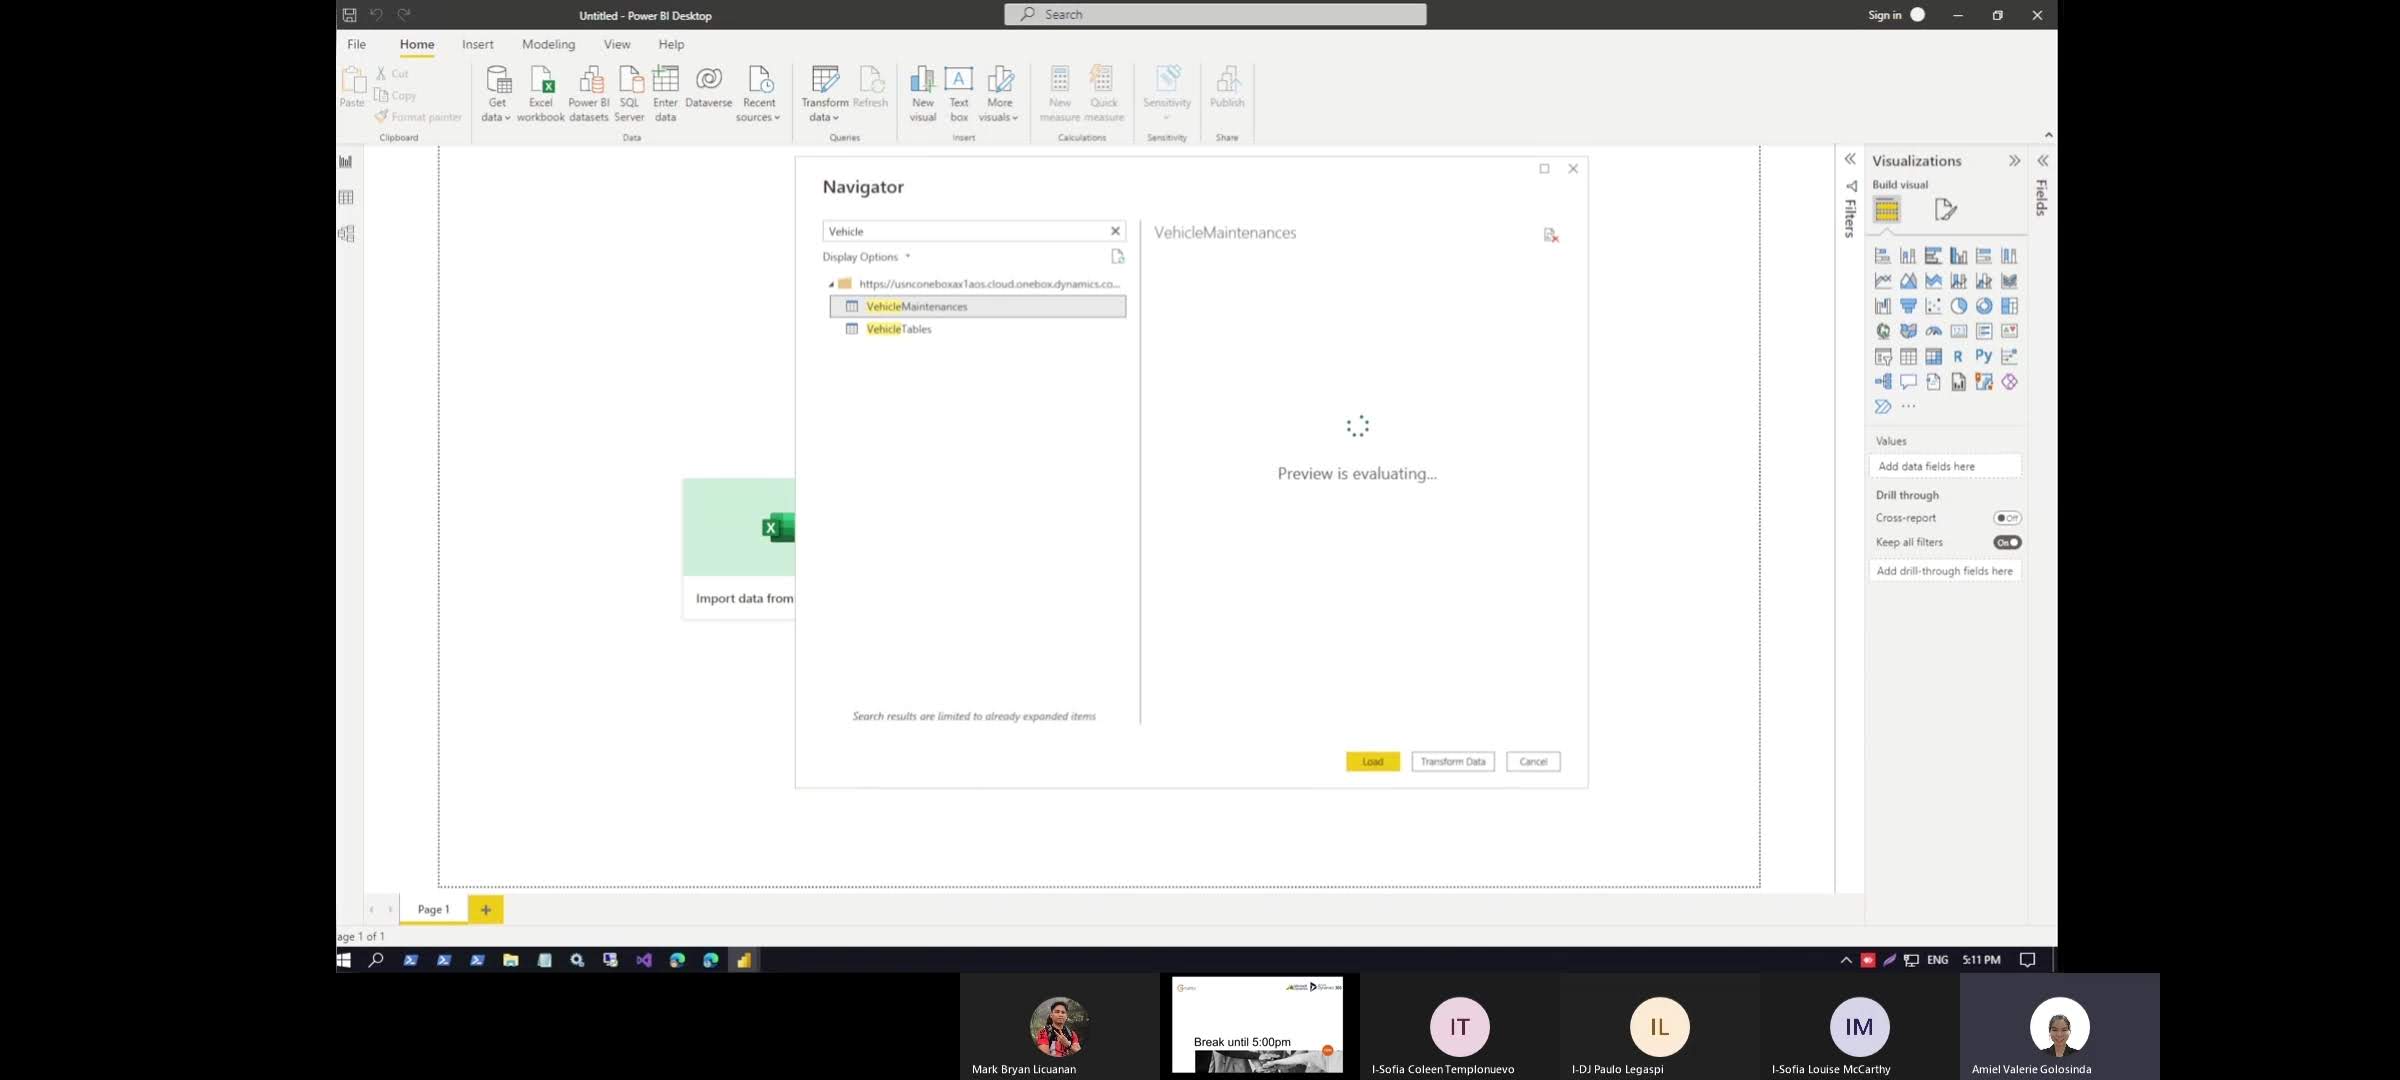 Untitled - Power BI Desktop
Search
Sign in
File Home Insert Modeling View Help
Paste
Cut
Copy
Format painter
Clipboard
Get data
Excel workbook
Power BI datasets
SQL Server
Enter data
Dataverse
Recent sources
Data
Transform data
Refresh
Queries
New visual
Text box
More visuals
Insert
New measure
Quick measure
Calculations
Sensitivity
Sensitivity
Publish
Share
Navigator
Vehicle
Display Options
https://usnconeboxax1aos.cloud.onebox.dynamics.co...
VehicleMaintenances
VehicleTables
Search results are limited to already expanded items
VehicleMaintenances
Preview is evaluating...
Load
Transform Data
Cancel
Import data from
Filters
Visualizations
Build visual
R
Py
Values
Add data fields here
Drill through
Cross-report
Off
Keep all filters
On
Add drill-through fields here
Fields
Page 1
age 1 of 1
ENG
5:11 PM
Mark Bryan Licuanan
Break until 5:00pm
IT
I-Sofia Coleen Templonuevo
IL
I-DJ Paulo Legaspi
IM
I-Sofia Louise McCarthy
Amiel Valerie Golosinda